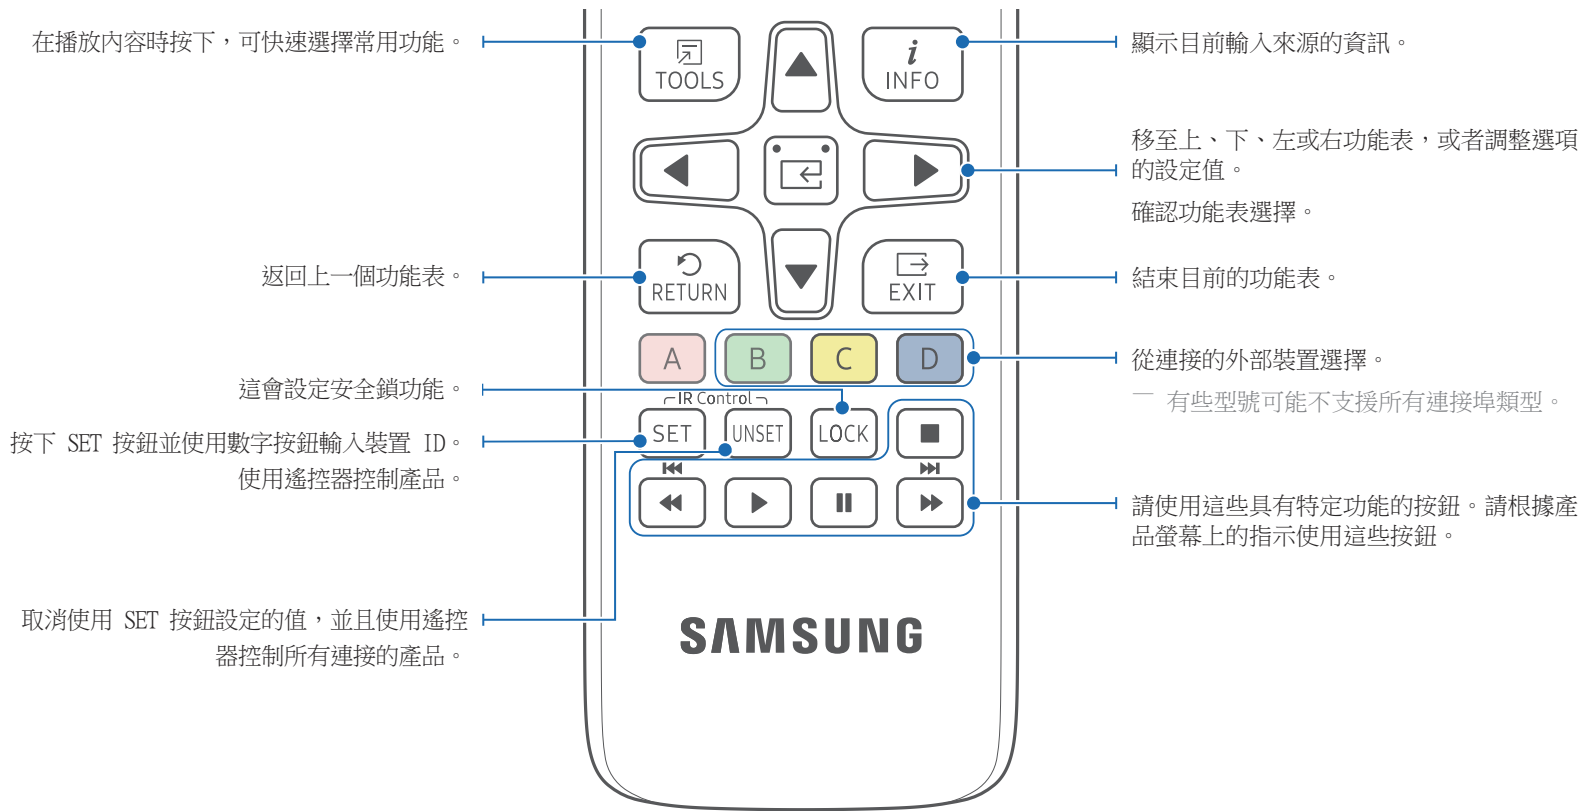 在播放內容時按下，可快速選擇常用功能。
TOOLS
i
INFO
顯示目前輸入來源的資訊。
移至上、下、左或右功能表，或者調整選項
的設定值。
確認功能表選擇。
返回上一個功能表。
RETURN
EXIT
結束目前的功能表。
A
B
C
D
從連接的外部裝置選擇。
一 有些型號可能不支援所有連接埠類型。
這會設定安全鎖功能。
IR Control
SET
UNSET
LOCK
按下 SET 按鈕並使用數字按鈕輸入裝置 ID。
使用遙控器控制產品。
請使用這些具有特定功能的按鈕。請根據產
品螢幕上的指示使用這些按鈕。
取消使用 SET 按鈕設定的值，並且使用遙控
器控制所有連接的產品。
SAMSUNG